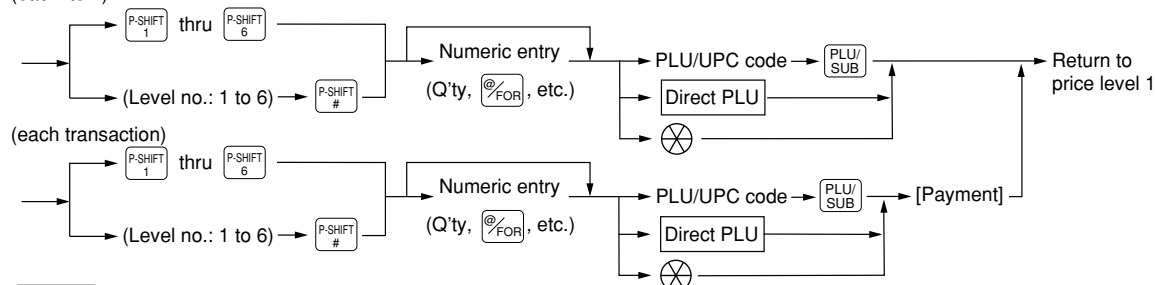 P-SHIFT 1 thru P-SHIFT 6
Numeric entry
PLU/UPC code PLU/SUB
Return to
price level 1
(Level no.: 1 to 6) P-SHIFT #
(Q'ty, @/FOR, etc.)
Direct PLU
(each transaction)
P-SHIFT 1 thru P-SHIFT 6
Numeric entry
PLU/UPC code PLU/SUB [Payment]
(Level no.: 1 to 6) P-SHIFT #
(Q'ty, @/FOR, etc.)
Direct PLU